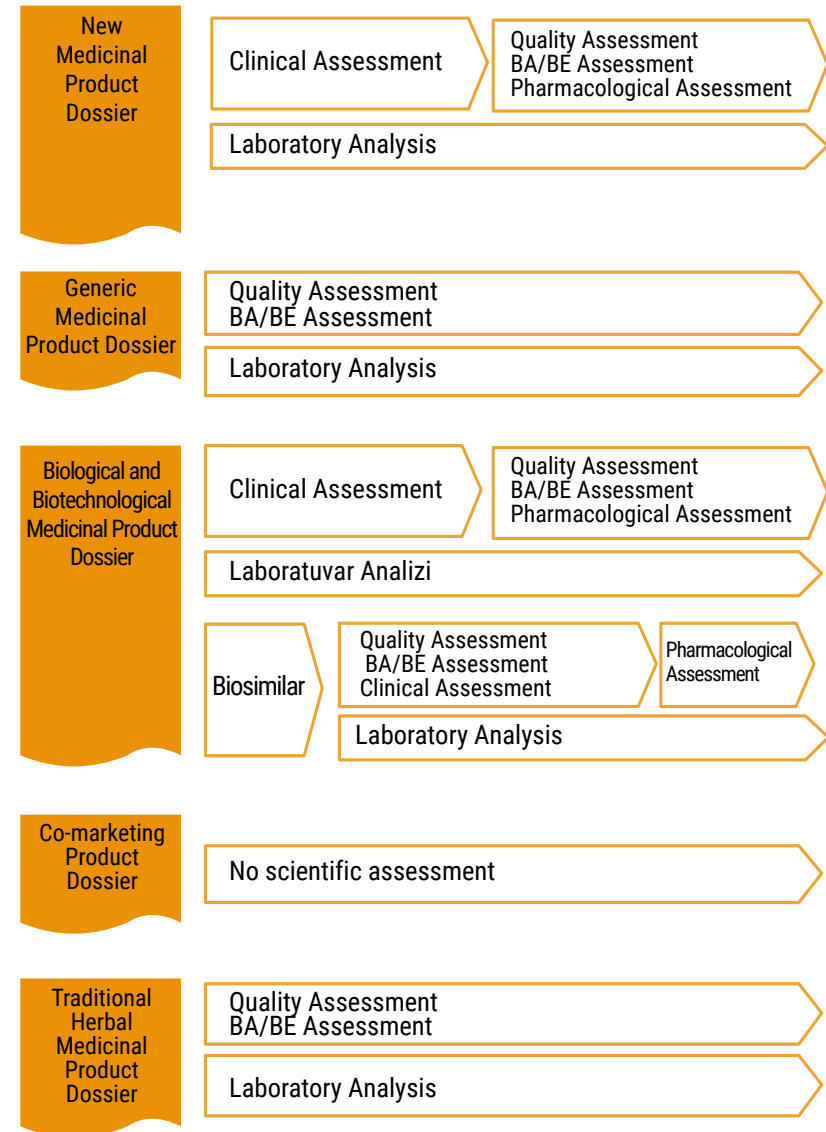 New
Medicinal
Product
Dossier
Clinical Assessment
Quality Assessment
BA/BE Assessment
Pharmacological Assessment
Laboratory Analysis
Generic
Medicinal
Product Dossier
Quality Assessment
BA/BE Assessment
Laboratory Analysis
Biological and
Biotechnological
Medicinal Product
Dossier
Clinical Assessment
Quality Assessment
BA/BE Assessment
Pharmacological Assessment
Laboratuvar Analizi
Biosimilar
Quality Assessment
BA/BE Assessment
Clinical Assessment
Pharmacological
Assessment
Laboratory Analysis
Co-marketing
Product
Dossier
No scientific assessment
Traditional
Herbal
Medicinal
Product
Dossier
Quality Assessment
BA/BE Assessment
Laboratory Analysis